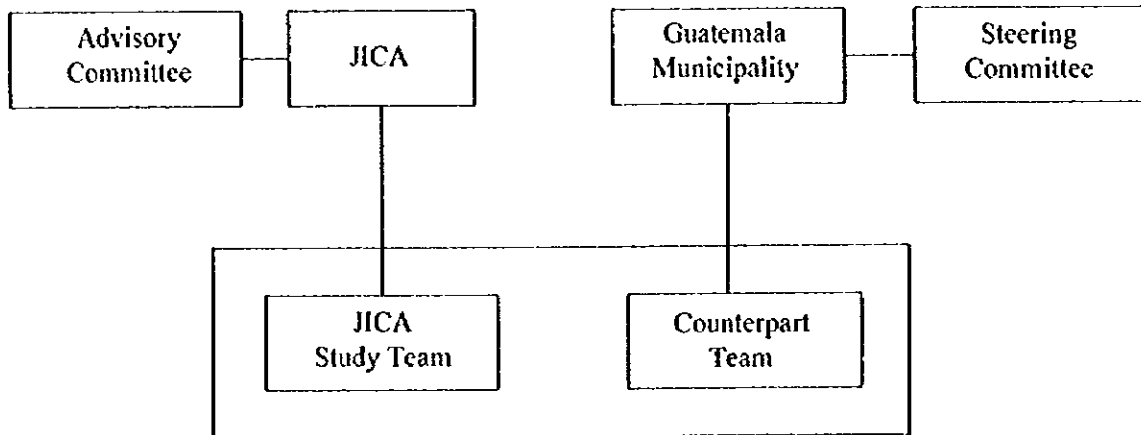 Advisory
Committee
JICA
Guatemala
Municipality
Steering
Committee
JICA
Study Team
Counterpart
Team